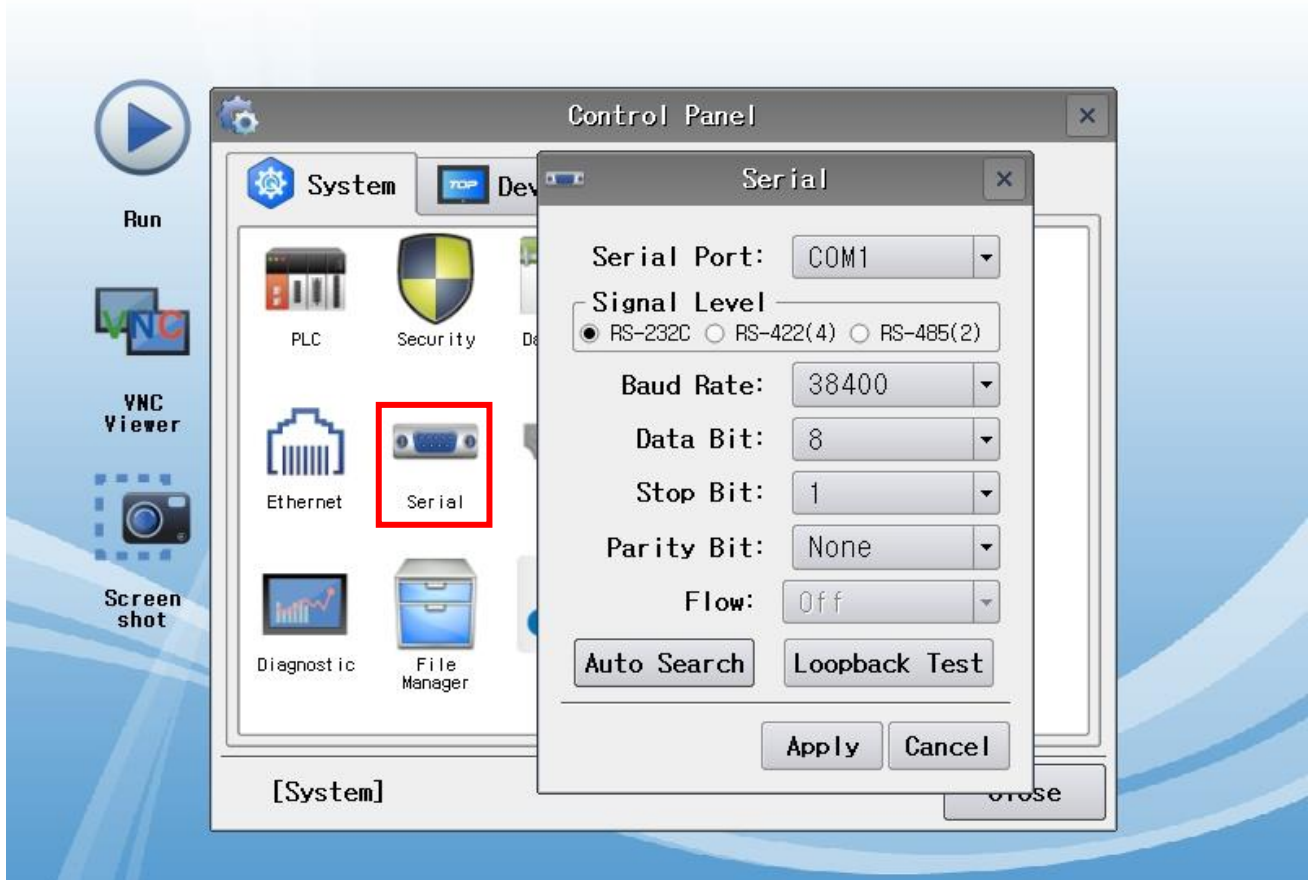 Control Panel
System
TOP
Run
Serial
Serial Port: COM1
Signal Level
RS-232C RS-422(4) RS-485(2)
PLC
Security
VNC
VNC
Viewer
Baud Rate: 38400
Data Bit: 8
Stop Bit: 1
Ethernet
Serial
Parity Bit: None
Flow: Off
Screen
shot
Diagnostic
File
Manager
Auto Search Loopback Test
Apply Cancel
[System]